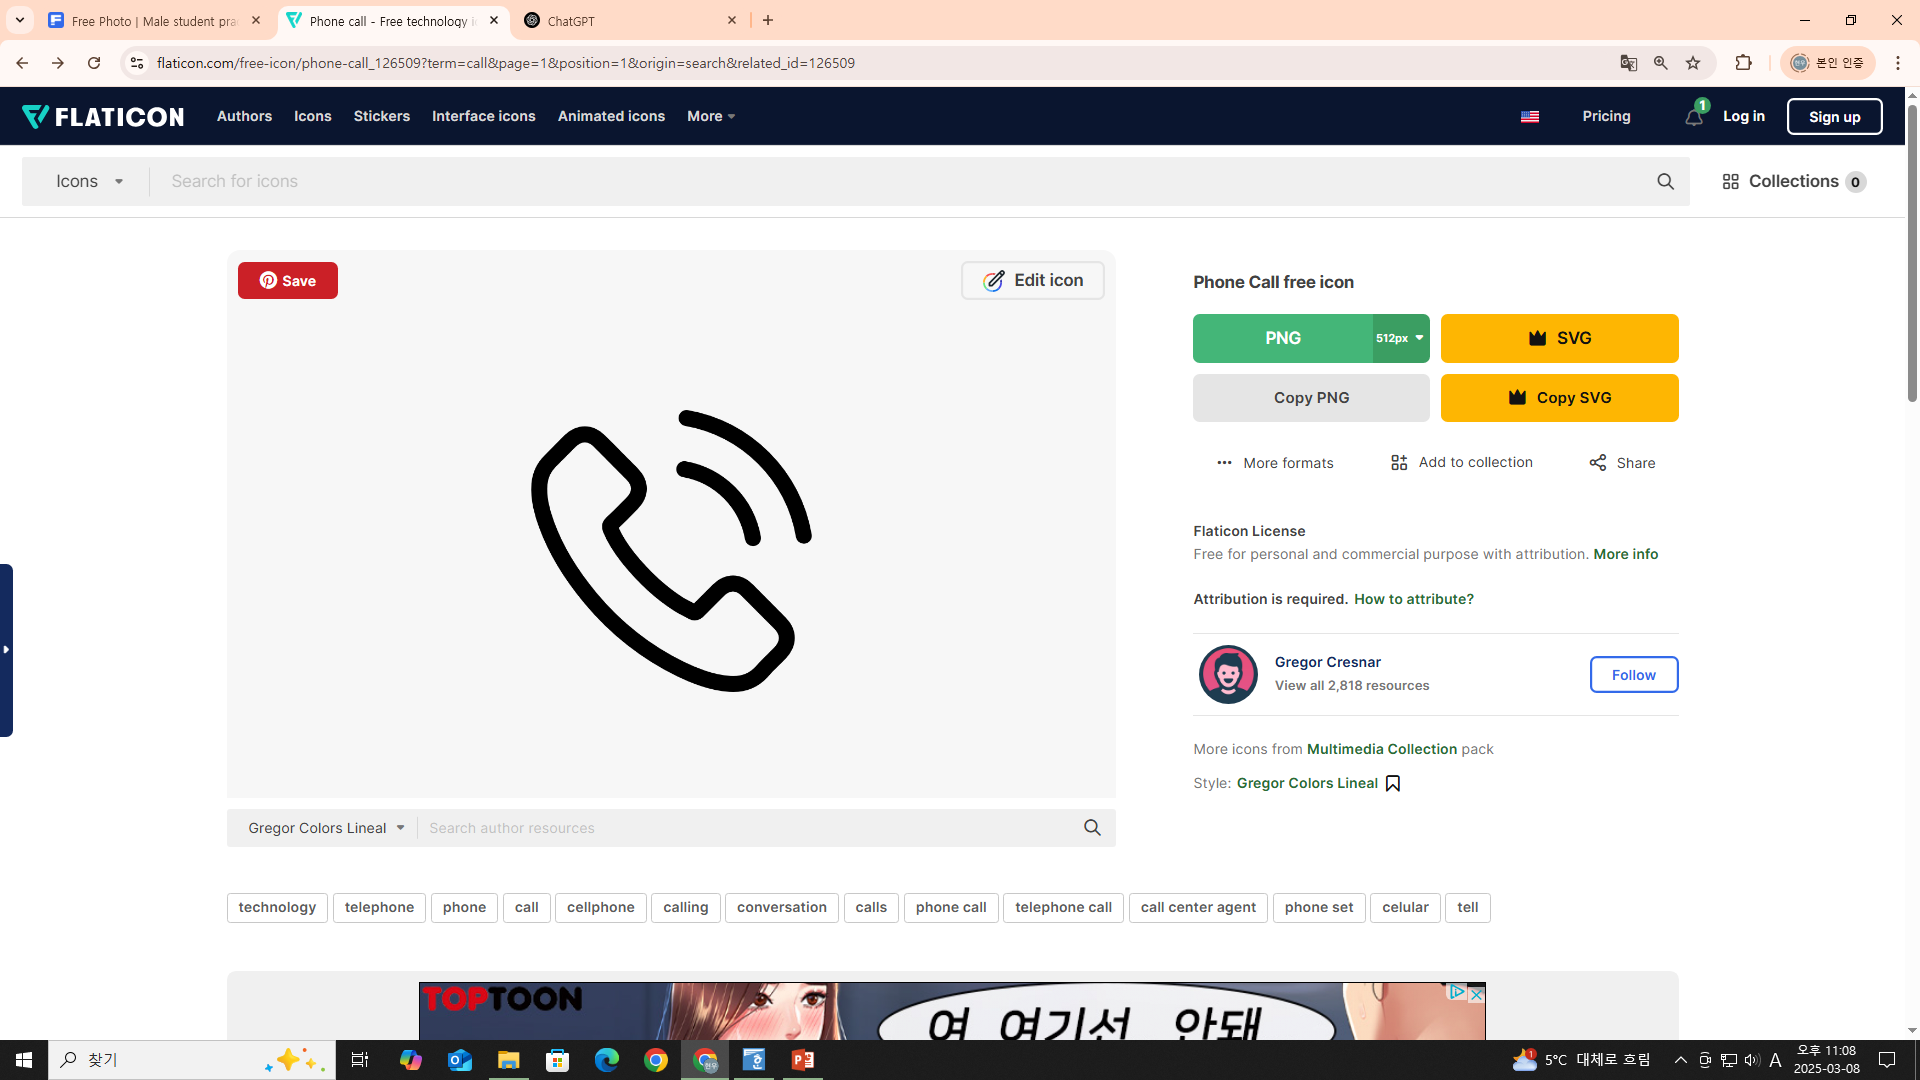 Free Photo | Male student pra
Phone call - Free technology i
ChatGPT
flaticon.com/free-icon/phone-call_126509?term=call&page=1&position=1&origin=search&related_id=126509
본인 인증
FLATICON
Authors
Icons
Stickers
Interface icons
Animated icons
More
Pricing
1
Log in
Sign up
Icons
Search for icons
Collections 0
Save
Edit icon
Phone Call free icon
PNG
512px
SVG
Copy PNG
Copy SVG
More formats
Add to collection
Share
Flaticon License
Free for personal and commercial purpose with attribution. More info
Attribution is required. How to attribute?
Gregor Cresnar
View all 2,818 resources
Follow
More icons from Multimedia Collection pack
Style: Gregor Colors Lineal
Gregor Colors Lineal
Search author resources
technology
telephone
phone
call
cellphone
calling
conversation
calls
phone call
telephone call
call center agent
phone set
celular
tell
TOPTOON
여 여기선 안돼
찾기
1
5°C 대체로 흐림
A
오후 11:08
2025-03-08